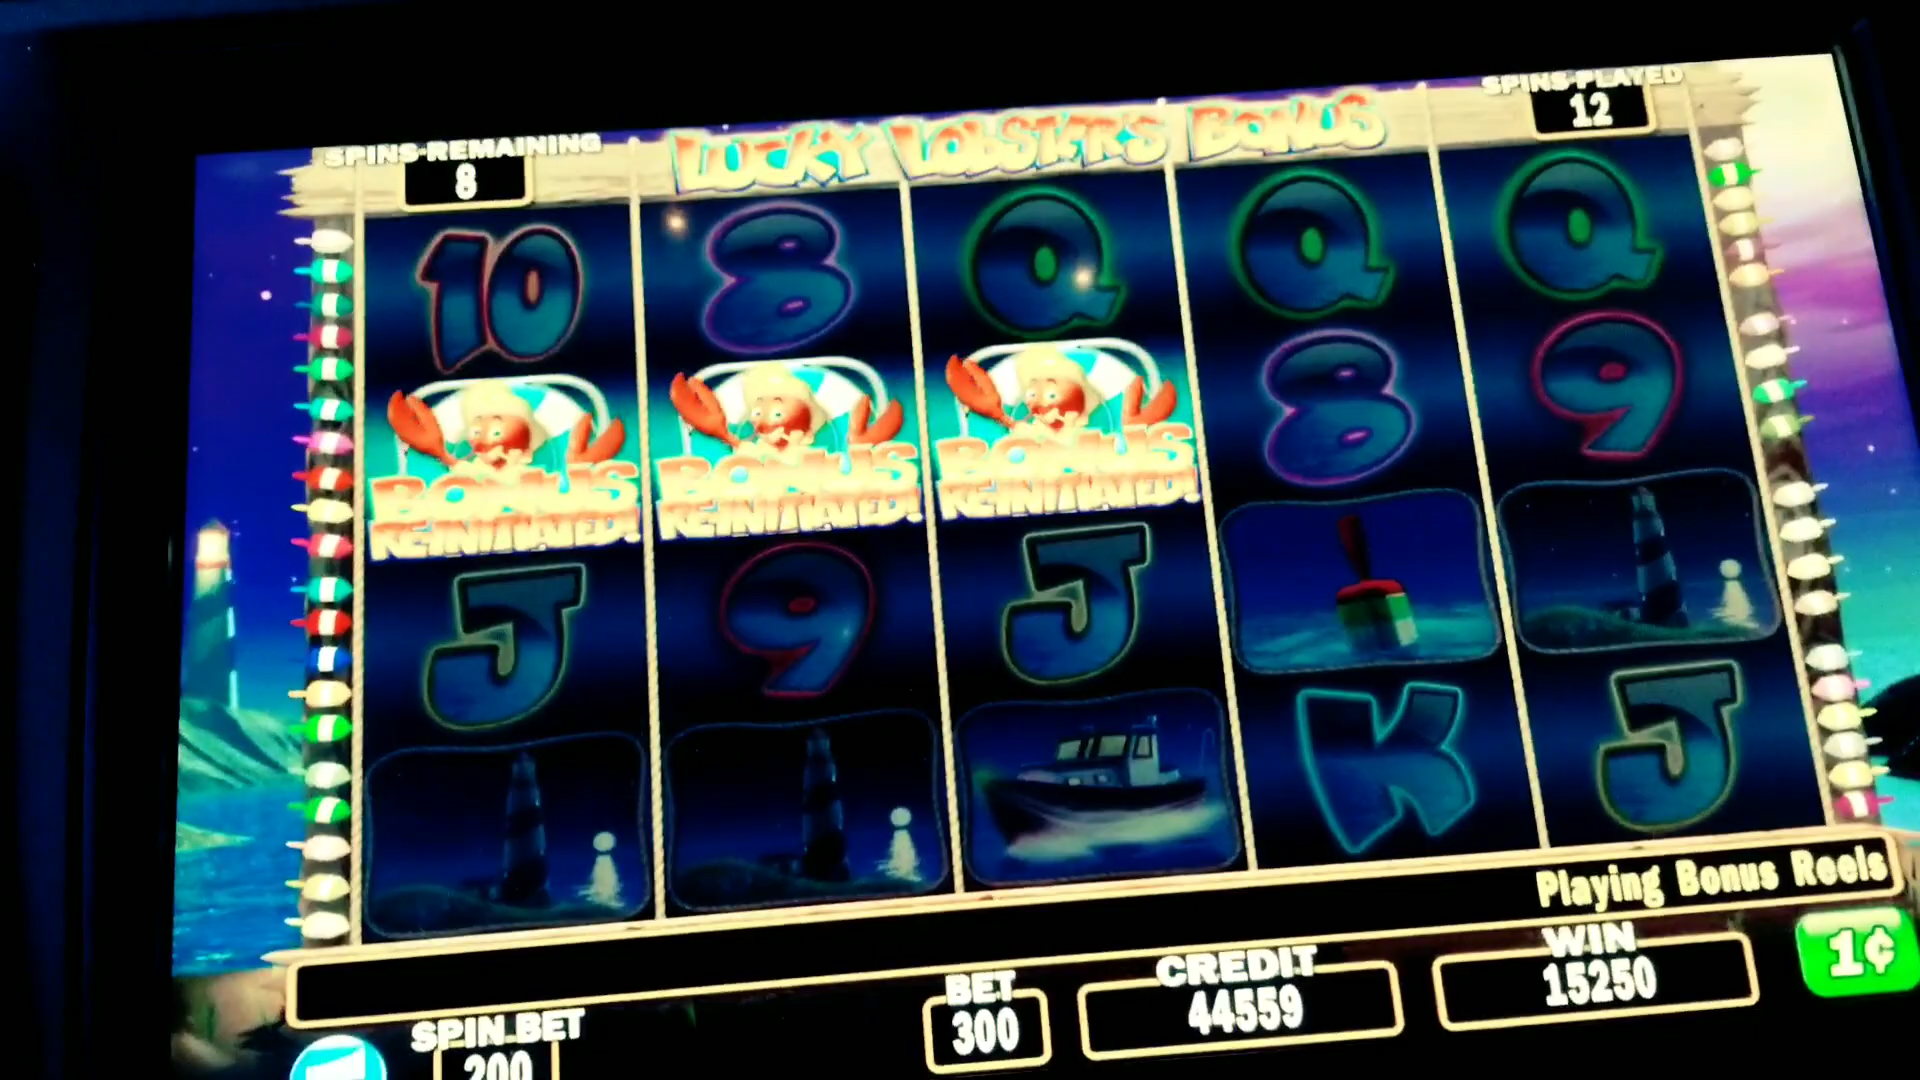 SPINS PLAYED
12
SPINS REMAINING
8
LUCKY LOBSTER'S BONUS
10 8 Q Q Q
BONUS REINITIATED! BONUS REINITIATED! BONUS REINITIATED! 8 9
J 9 J
K J
Playing Bonus Reels
SPIN BET
200
BET
300
CREDIT
44559
WIN
15250
1¢